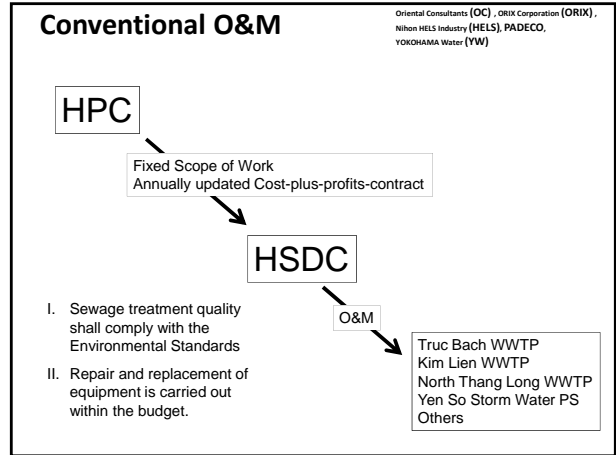 Conventional O&M
Oriental Consultants (OC) , ORIX Corporation (ORIX) ,
Nihon HELS Industry (HELS), PADECO,
YOKOHAMA Water (YW)
HPC
Fixed Scope of Work
Annually updated Cost-plus-profits-contract
HSDC
O&M
I. Sewage treatment quality
shall comply with the
Environmental Standards
II. Repair and replacement of
equipment is carried out
within the budget.
Truc Bach WWTP
Kim Lien WWTP
North Thang Long WWTP
Yen So Storm Water PS
Others